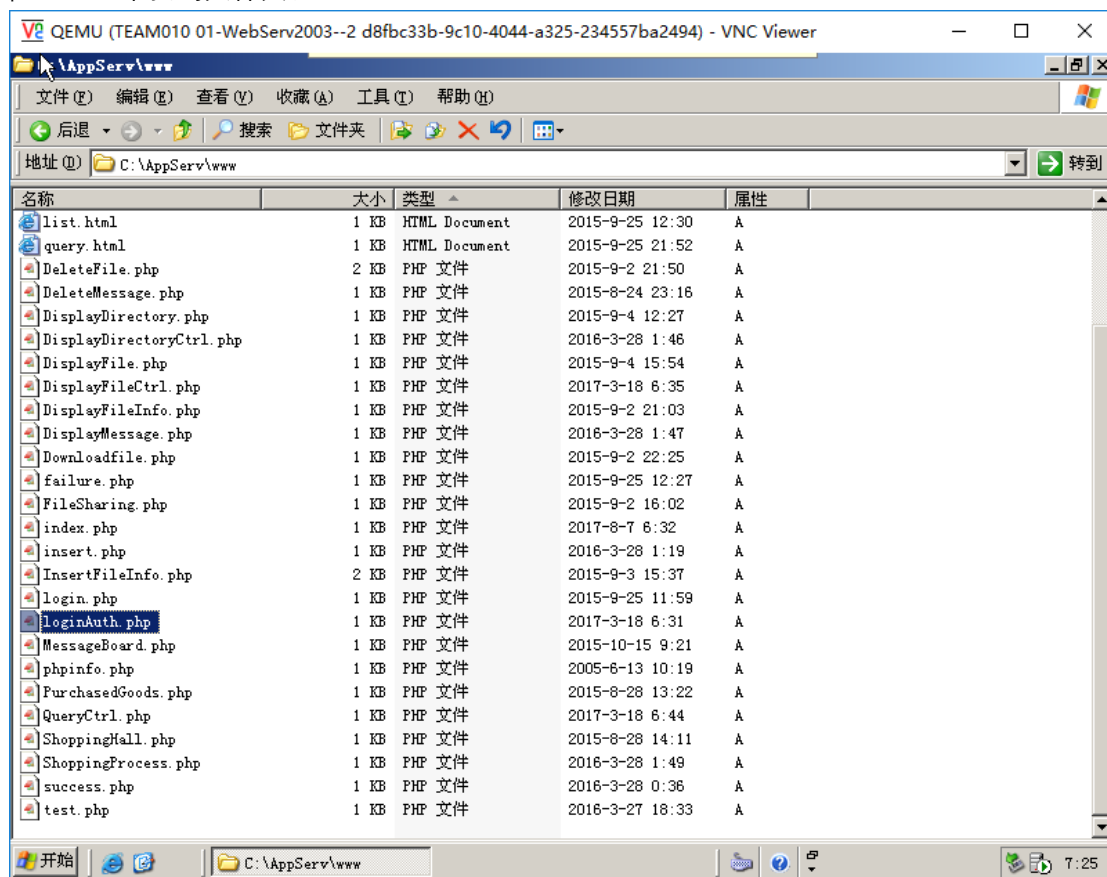 QEMU (TEAM010 01-WebServ2003--2 d8fbc33b-9c10-4044-a325-234557ba2494) - VNC Viewer
\AppServ\www
文件(F) 编辑(E) 查看(V) 收藏(A) 工具(T) 帮助(H)
后退 搜索 文件夹
地址(D) C:\AppServ\www 转到
名称 大小 类型 修改日期 属性
list.html 1 KB HTML Document 2015-9-25 12:30 A
query.html 1 KB HTML Document 2015-9-25 21:52 A
DeleteFile.php 2 KB PHP 文件 2015-9-2 21:50 A
DeleteMessage.php 1 KB PHP 文件 2015-8-24 23:16 A
DisplayDirectory.php 1 KB PHP 文件 2015-9-4 12:27 A
DisplayDirectoryCtrl.php 1 KB PHP 文件 2016-3-28 1:46 A
DisplayFile.php 1 KB PHP 文件 2015-9-4 15:54 A
DisplayFileCtrl.php 1 KB PHP 文件 2017-3-18 6:35 A
DisplayFileInfo.php 1 KB PHP 文件 2015-9-2 21:03 A
DisplayMessage.php 1 KB PHP 文件 2016-3-28 1:47 A
Downloadfile.php 1 KB PHP 文件 2015-9-2 22:25 A
failure.php 1 KB PHP 文件 2015-9-25 12:27 A
FileSharing.php 1 KB PHP 文件 2015-9-2 16:02 A
index.php 1 KB PHP 文件 2017-8-7 6:32 A
insert.php 1 KB PHP 文件 2016-3-28 1:19 A
InsertFileInfo.php 2 KB PHP 文件 2015-9-3 15:37 A
login.php 1 KB PHP 文件 2015-9-25 11:59 A
loginAuth.php 1 KB PHP 文件 2017-3-18 6:31 A
MessageBoard.php 1 KB PHP 文件 2015-10-15 9:21 A
phpinfo.php 1 KB PHP 文件 2005-6-13 10:19 A
PurchasedGoods.php 1 KB PHP 文件 2015-8-28 13:22 A
QueryCtrl.php 1 KB PHP 文件 2017-3-18 6:44 A
ShoppingHall.php 1 KB PHP 文件 2015-8-28 14:11 A
ShoppingProcess.php 1 KB PHP 文件 2016-3-28 1:49 A
success.php 1 KB PHP 文件 2016-3-28 0:36 A
test.php 1 KB PHP 文件 2016-3-27 18:33 A
开始 C:\AppServ\www 7:25